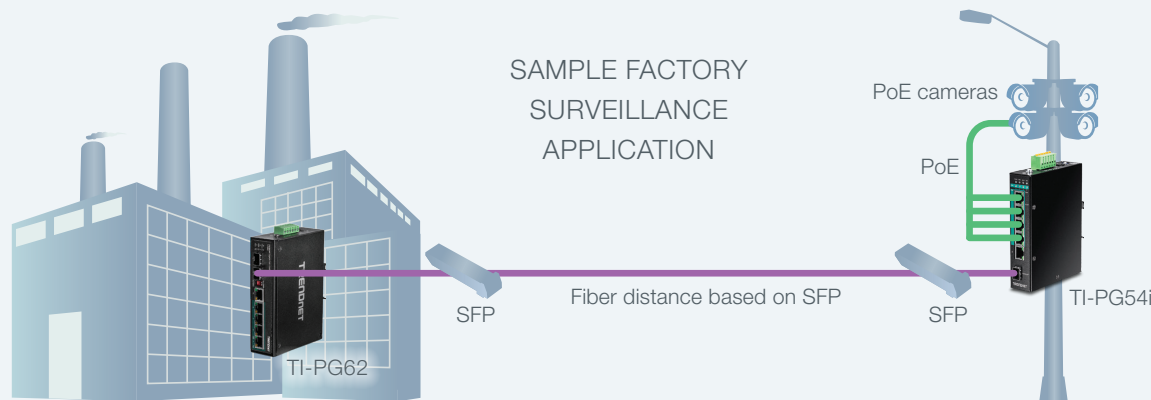 SAMPLE FACTORY
SURVEILLANCE
APPLICATION
PoE cameras
PoE
TRENDNET
SFP
Fiber distance based on SFP
SFP
TI-PG62
TI-PG54i